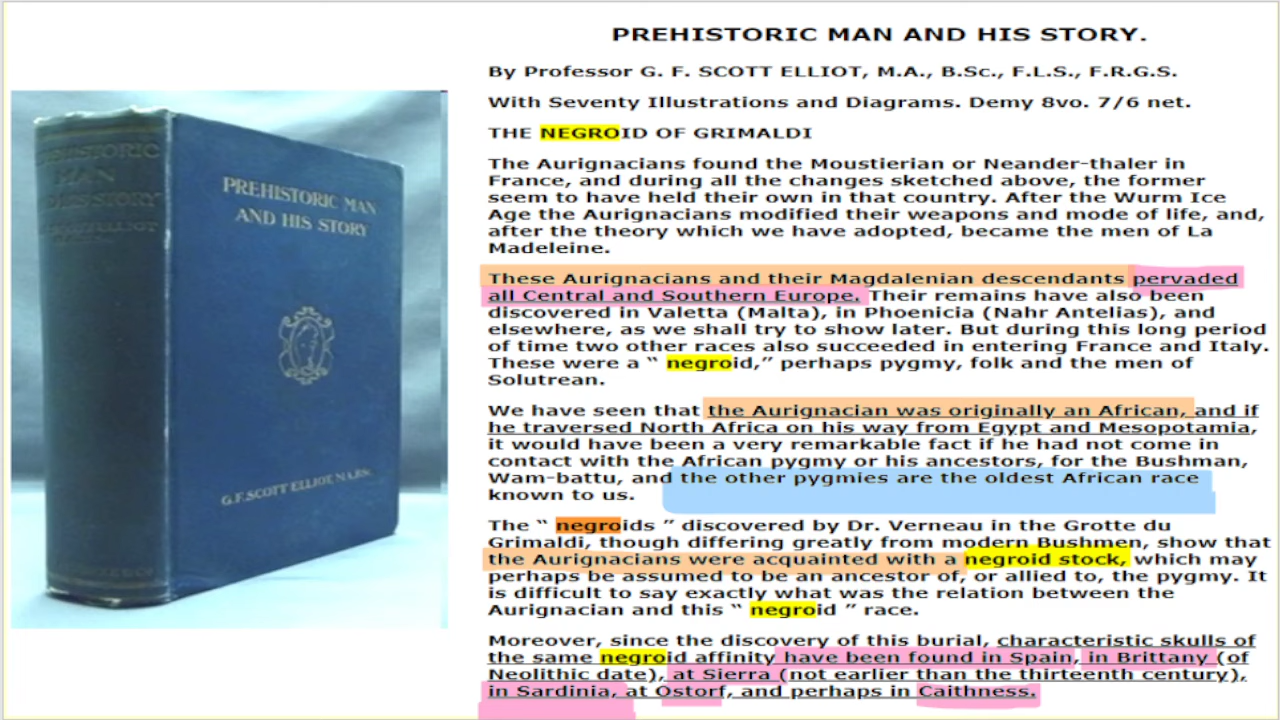 PREHISTORIC MAN
AND HIS STORY
G.F. SCOTT ELLIOT, M.A. B.Sc.
PREHISTORIC MAN AND HIS STORY.
By Professor G. F. SCOTT ELLIOT, M.A., B.Sc., F.L.S., F.R.G.S.
With Seventy Illustrations and Diagrams. Demy 8vo. 7/6 net.
THE NEGROID OF GRIMALDI
The Aurignacians found the Moustierian or Neander-thaler in
France, and during all the changes sketched above, the former
seem to have held their own in that country. After the Wurm Ice
Age the Aurignacians modified their weapons and mode of life, and,
after the theory which we have adopted, became the men of La
Madeleine.
These Aurignacians and their Magdalenian descendants pervaded
all Central and Southern Europe. Their remains have also been
discovered in Valetta (Malta), in Phoenicia (Nahr Antelias), and
elsewhere, as we shall try to show later. But during this long period
of time two other races also succeeded in entering France and Italy.
These were a “ negroid,” perhaps pygmy, folk and the men of
Solutrean.
We have seen that the Aurignacian was originally an African, and if
he traversed North Africa on his way from Egypt and Mesopotamia,
it would have been a very remarkable fact if he had not come in
contact with the African pygmy or his ancestors, for the Bushman,
Wam-battu, and the other pygmies are the oldest African race
known to us.
The “ negroids ” discovered by Dr. Verneau in the Grotte du
Grimaldi, though differing greatly from modern Bushmen, show that
the Aurignacians were acquainted with a negroid stock, which may
perhaps be assumed to be an ancestor of, or allied to, the pygmy. It
is difficult to say exactly what was the relation between the
Aurignacian and this “ negroid ” race.
Moreover, since the discovery of this burial, characteristic skulls of
the same negroid affinity have been found in Spain, in Brittany (of
Neolithic date), at Sierra (not earlier than the thirteenth century),
in Sardinia, at Ostorf, and perhaps in Caithness.